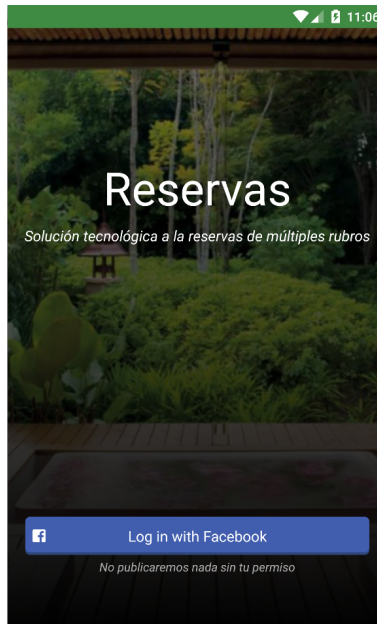 11:06
Reservas
Solución tecnológica a la reservas de múltiples rubros
Log in with Facebook
No publicaremos nada sin tu permiso